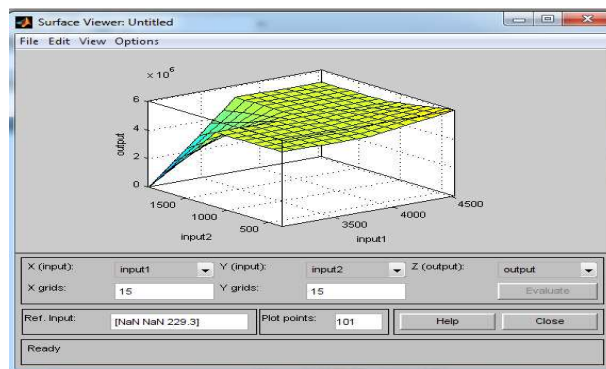 Surface Viewer: Untitled
File Edit View Options
× 10⁶
6
4
2
0
output
1500
1000
500
input2
3500
4000
4500
input1
X (input): input1 Y (input): input2 Z (output): output
X grids: 15 Y grids: 15 Evaluate
Ref. Input: [NaN NaN 229.3] Plot points: 101 Help Close
Ready